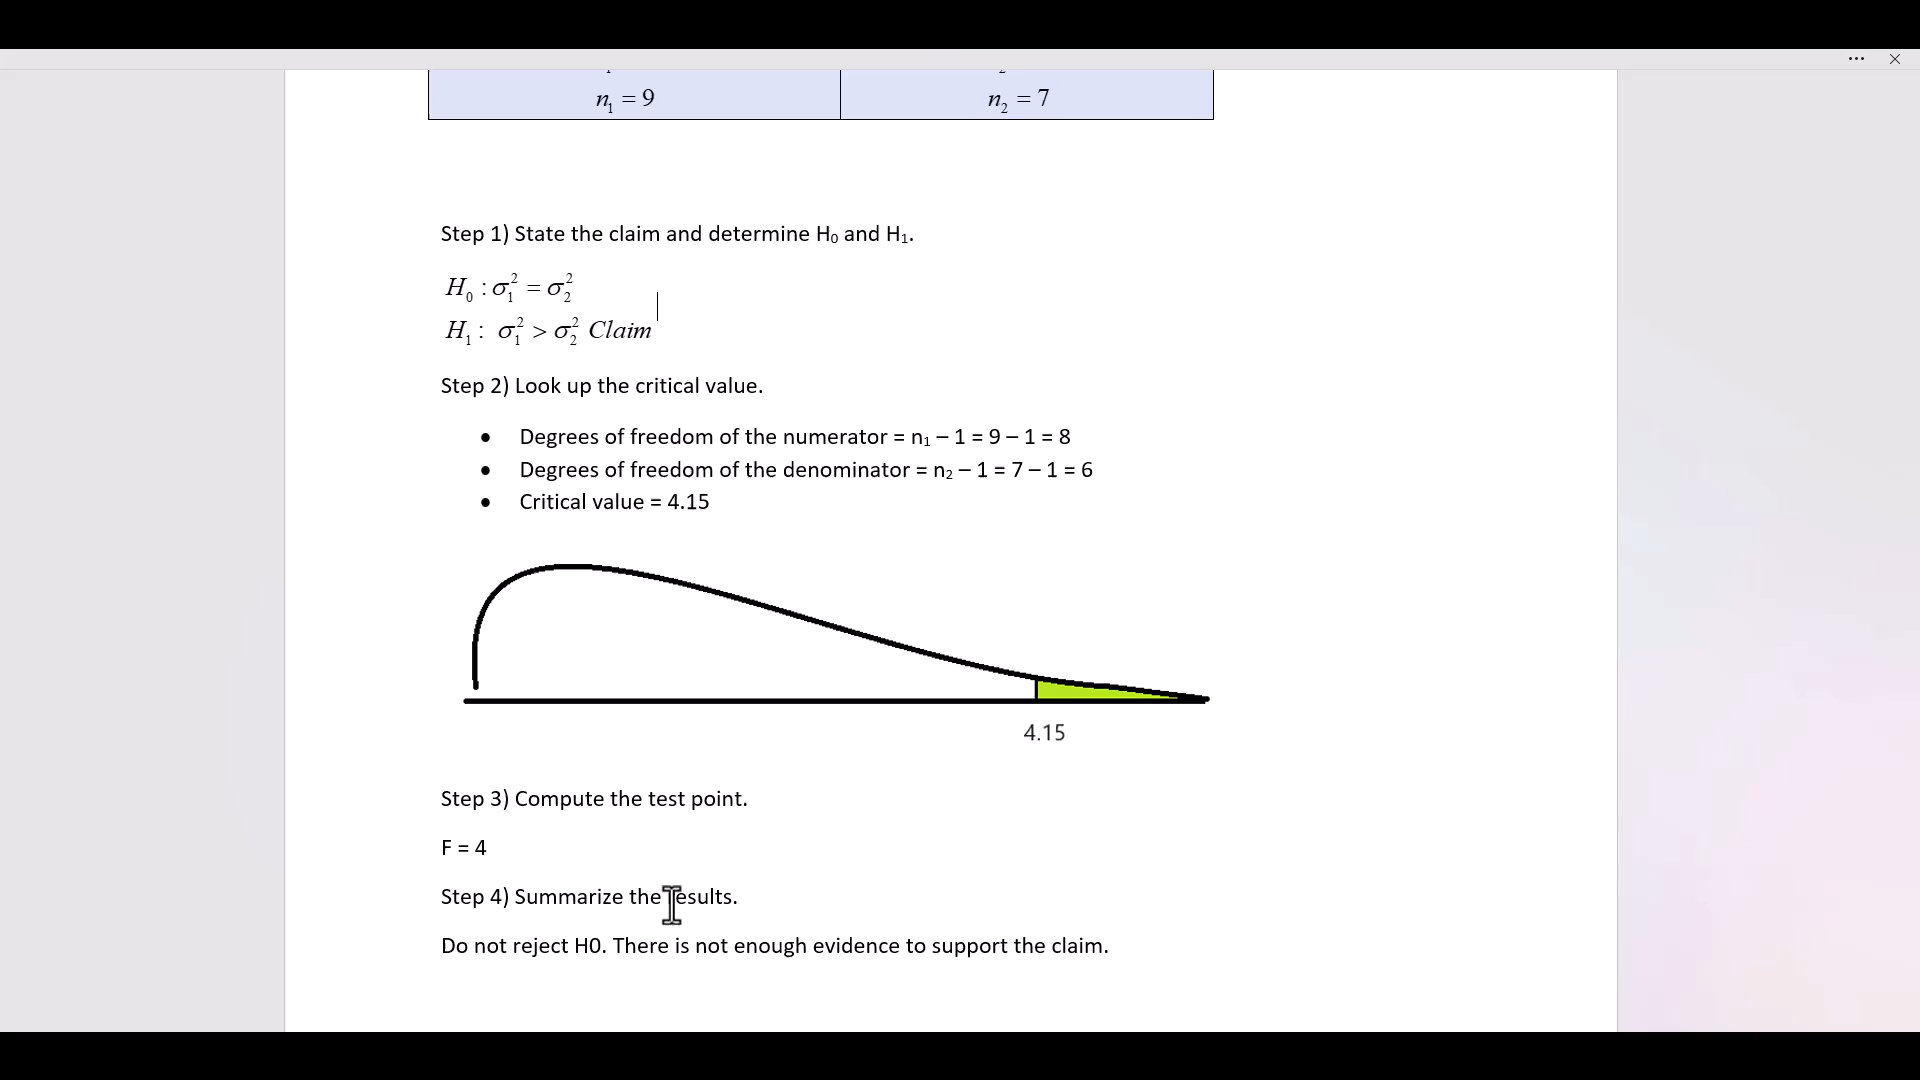 n₁ = 9
n₂ = 7
Step 1) State the claim and determine H₀ and H₁.
H₀ : σ₁² = σ₂²
H₁ : σ₁² > σ₂² Claim
Step 2) Look up the critical value.
• Degrees of freedom of the numerator = n₁ – 1 = 9 – 1 = 8
• Degrees of freedom of the denominator = n₂ – 1 = 7 – 1 = 6
• Critical value = 4.15
4.15
Step 3) Compute the test point.
F = 4
Step 4) Summarize the results.
Do not reject H0. There is not enough evidence to support the claim.